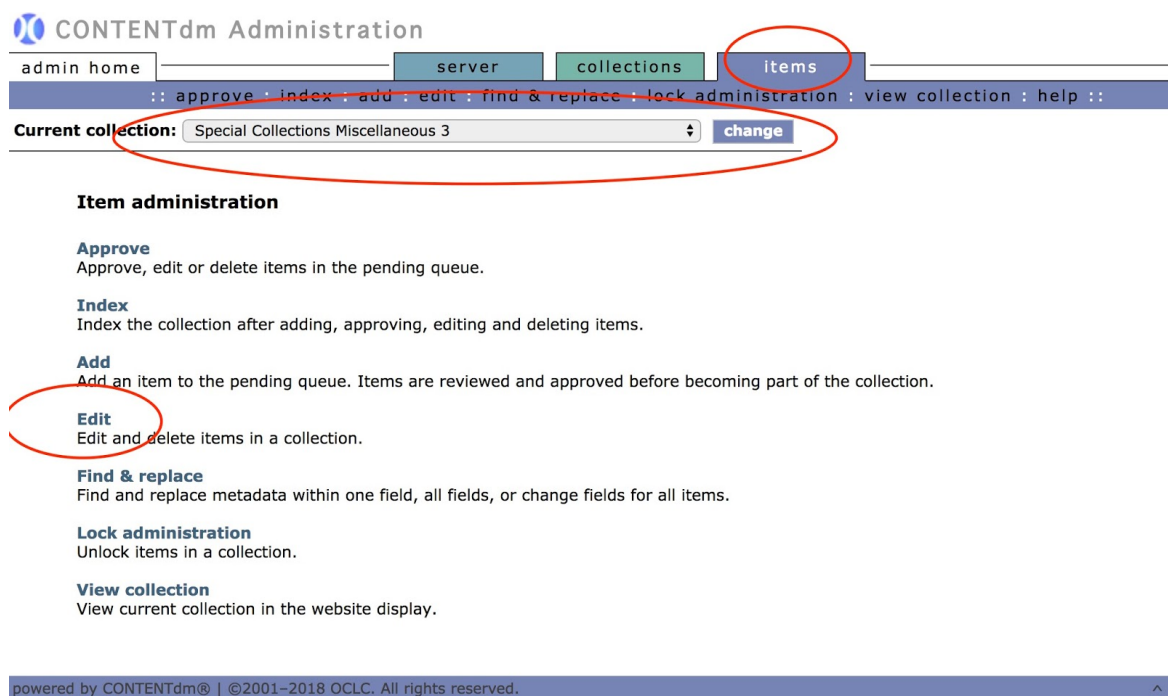 CONTENTdm Administration
admin home server collections items
:: approve : index : add : edit : find & replace : lock administration : view collection : help ::
Current collection: Special Collections Miscellaneous 3 change
Item administration
Approve
Approve, edit or delete items in the pending queue.
Index
Index the collection after adding, approving, editing and deleting items.
Add
Add an item to the pending queue. Items are reviewed and approved before becoming part of the collection.
Edit
Edit and delete items in a collection.
Find & replace
Find and replace metadata within one field, all fields, or change fields for all items.
Lock administration
Unlock items in a collection.
View collection
View current collection in the website display.
powered by CONTENTdm® | ©2001–2018 OCLC. All rights reserved. ^